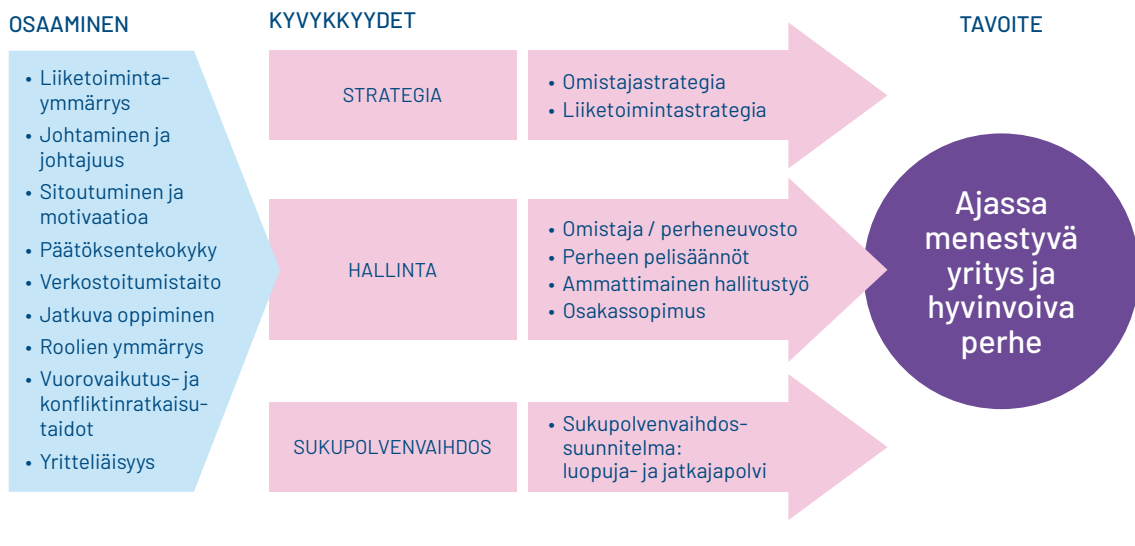 OSAAMINEN
• Liiketoiminta-
ymmärrys
• Johtaminen ja
johtajuus
• Sitoutuminen ja
motivaatioa
• Päätöksentekokyky
• Verkostoitumistaito
• Jatkuva oppiminen
• Roolien ymmärrys
• Vuorovaikutus- ja
konfliktinratkaisu-
taidot
• Yritteliäisyys
KYVYKKYYDET
STRATEGIA
• Omistajastrategia
• Liiketoimintastrategia
HALLINTA
• Omistaja / perheneuvosto
• Perheen pelisäännöt
• Ammattimainen hallitustyö
• Osakassopimus
SUKUPOLVENVAIHDOS
• Sukupolvenvaihdos-
suunnitelma:
luopuja- ja jatkajapolvi
TAVOITE
Ajassa
menestyvä
yritys ja
hyvinvoiva
perhe